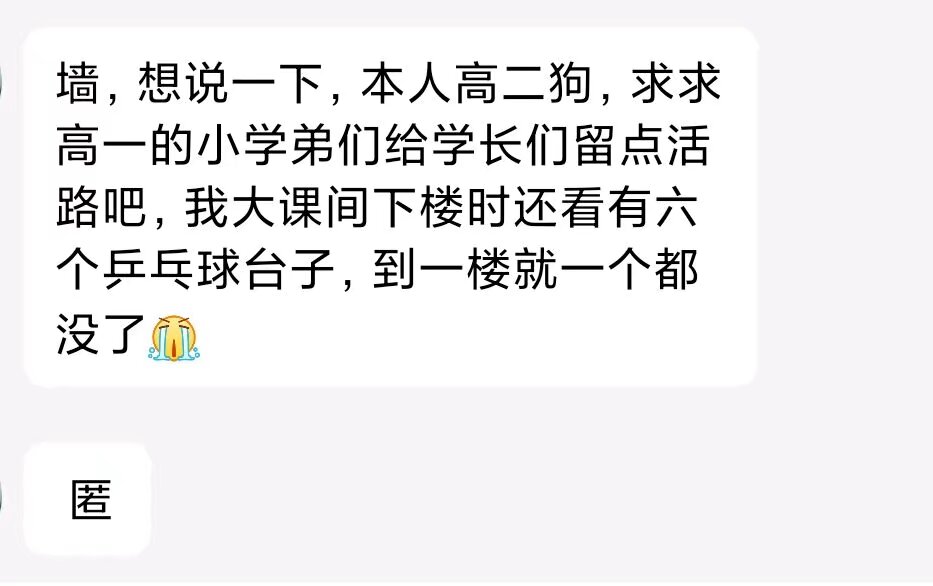 墙，想说一下，本人高二狗，求求
高一的小学弟们给学长们留点活
路吧，我大课间下楼时还看有六
个乒乓球台子，到一楼就一个都
没了😭
匿